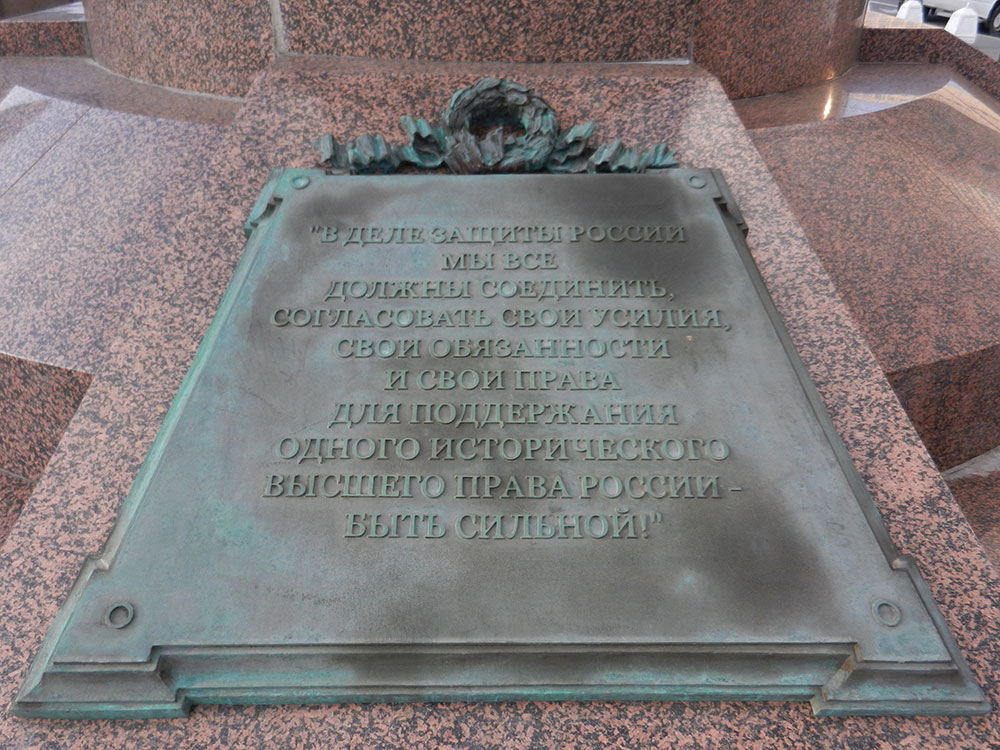 "В ДЕЛЕ ЗАЩИТЫ РОССИИ
МЫ ВСЕ
ДОЛЖНЫ СОЕДИНИТЬ,
СОГЛАСОВАТЬ СВОИ УСИЛИЯ,
СВОИ ОБЯЗАННОСТИ
И СВОИ ПРАВА
ДЛЯ ПОДДЕРЖАНИЯ
ОДНОГО ИСТОРИЧЕСКОГО
ВЫСШЕГО ПРАВА РОССИИ -
БЫТЬ СИЛЬНОЙ!"